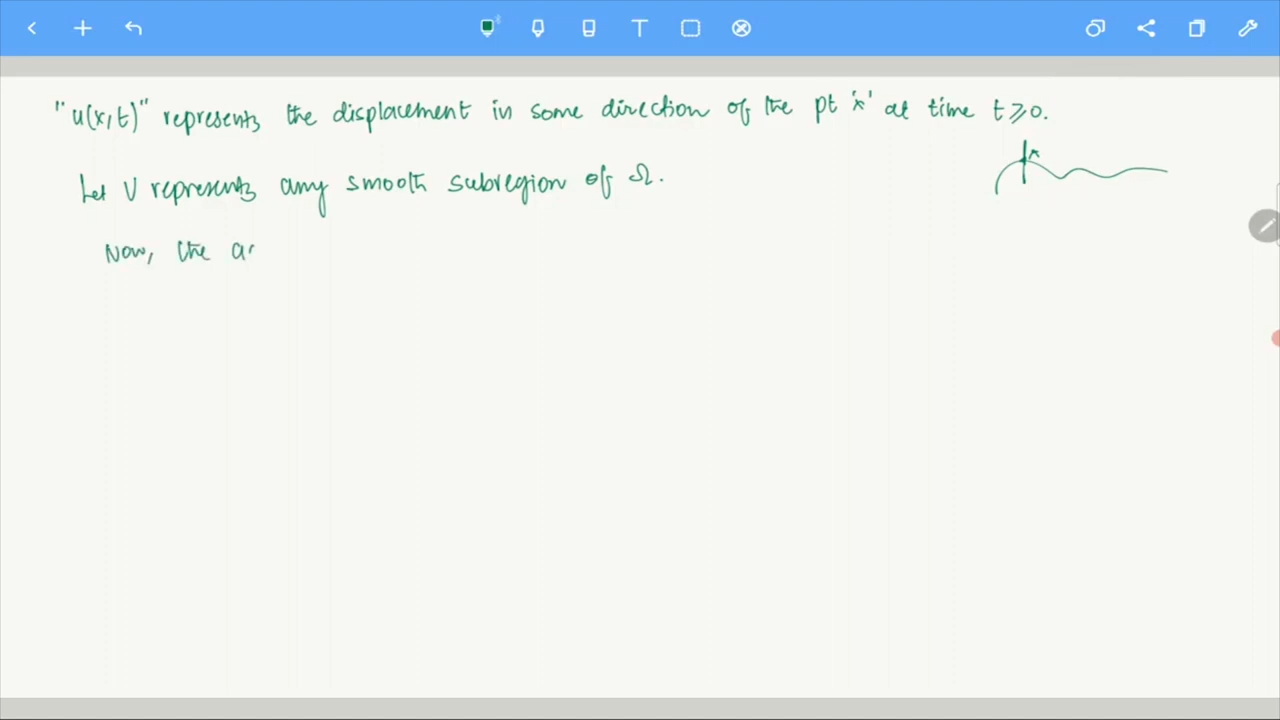 "u(x,t)" represents the displacement in some direction of the pt 'x' at time t ≥ 0.
Let V represents any smooth subregion of Ω.
Now, the